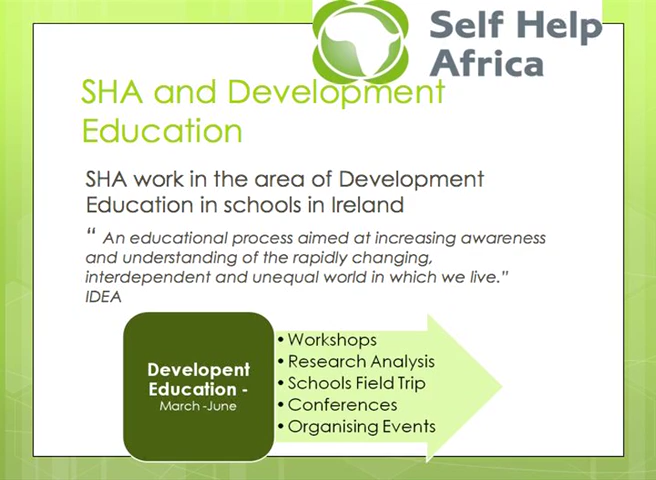 Self Help
Africa
SHA and Development
Education
SHA work in the area of Development
Education in schools in Ireland
“ An educational process aimed at increasing awareness
and understanding of the rapidly changing,
interdependent and unequal world in which we live.”
IDEA
Developent
Education -
March -June
• Workshops
• Research Analysis
• Schools Field Trip
• Conferences
• Organising Events